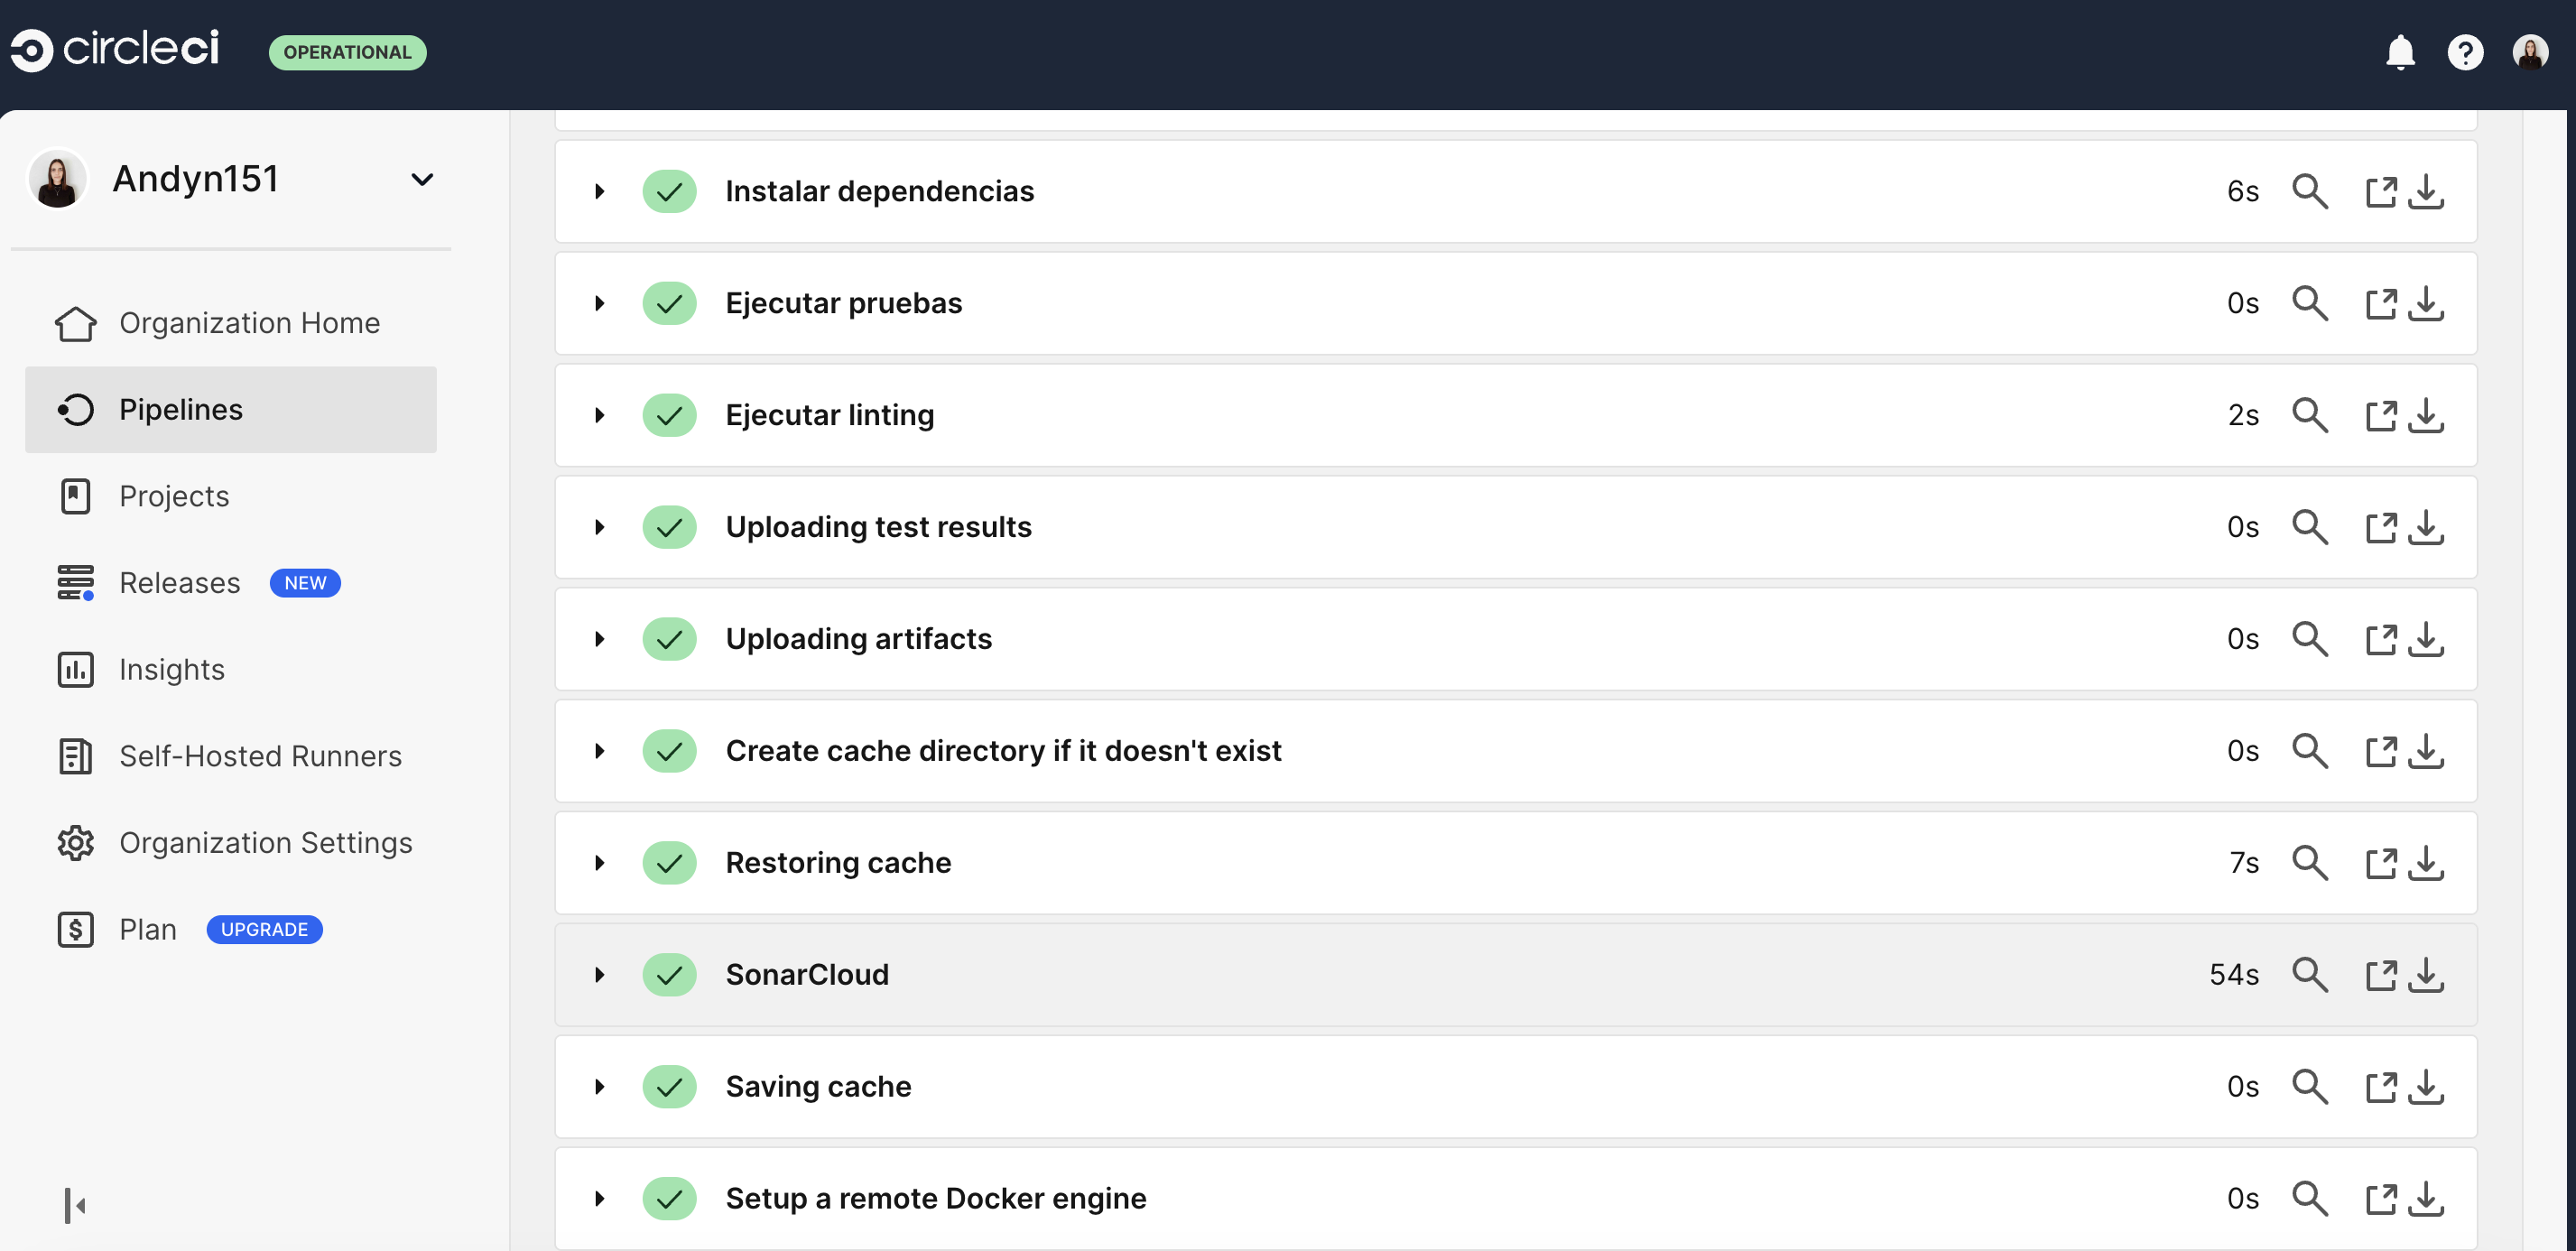 circleci OPERATIONAL
Andyn151
Organization Home
Pipelines
Projects
Releases NEW
Insights
Self-Hosted Runners
Organization Settings
Plan UPGRADE
Instalar dependencias 6s
Ejecutar pruebas 0s
Ejecutar linting 2s
Uploading test results 0s
Uploading artifacts 0s
Create cache directory if it doesn't exist 0s
Restoring cache 7s
SonarCloud 54s
Saving cache 0s
Setup a remote Docker engine 0s